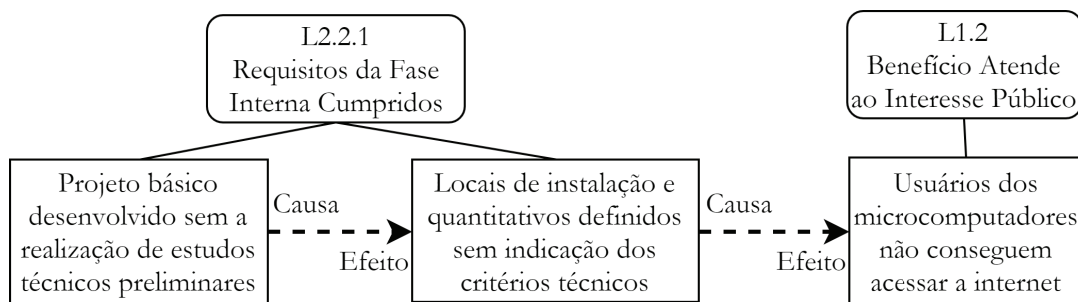 L2.2.1
Requisitos da Fase
Interna Cumpridos
L1.2
Benefício Atende
ao Interesse Público
Projeto básico
desenvolvido sem a
realização de estudos
técnicos preliminares
Causa
Efeito
Locais de instalação e
quantitativos definidos
sem indicação dos
critérios técnicos
Causa
Efeito
Usuários dos
microcomputadores
não conseguem
acessar a internet